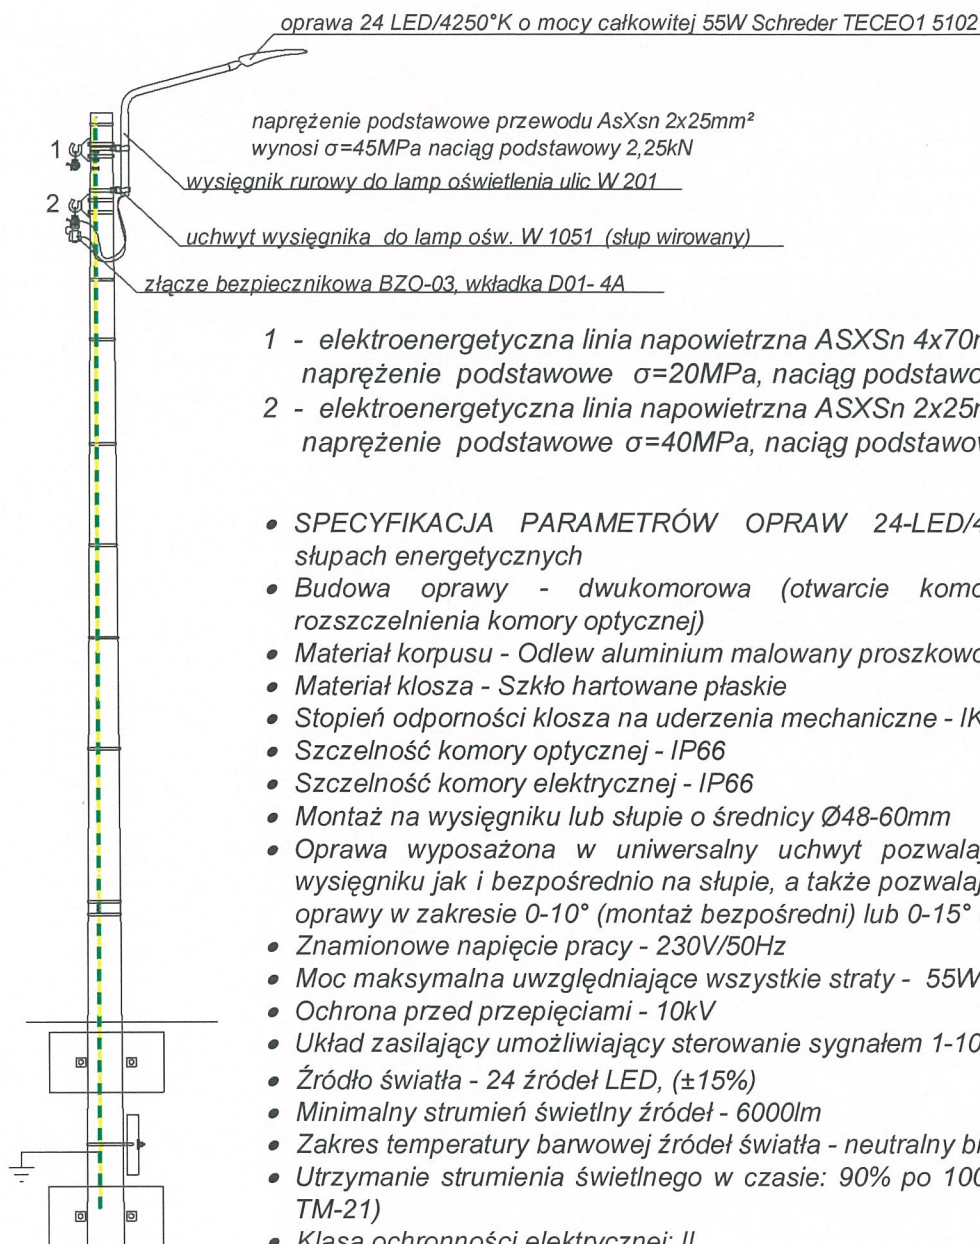 oprawa 24 LED/4250°K o mocy całkowitej 55W Schreder TECEO1 5102
naprężenie podstawowe przewodu AsXsn 2x25mm²
wynosi σ=45MPa naciąg podstawowy 2,25kN
1
wysięgnik rurowy do lamp oświetlenia ulic W 201
2
uchwyt wysięgnika do lamp ośw. W 1051 (słup wirowany)
złącze bezpiecznikowa BZO-03, wkładka D01- 4A
1 - elektroenergetyczna linia napowietrzna ASXSn 4x70
naprężenie podstawowe σ=20MPa, naciąg podstawo
2 - elektroenergetyczna linia napowietrzna ASXSn 2x25
naprężenie podstawowe σ=40MPa, naciąg podstawo
• SPECYFIKACJA PARAMETRÓW OPRAW 24-LED/4
słupach energetycznych
• Budowa oprawy - dwukomorowa (otwarcie komo
rozszczelnienia komory optycznej)
• Materiał korpusu - Odlew aluminium malowany proszkowo
• Materiał klosza - Szkło hartowane płaskie
• Stopień odporności klosza na uderzenia mechaniczne - IK
• Szczelność komory optycznej - IP66
• Szczelność komory elektrycznej - IP66
• Montaż na wysięgniku lub słupie o średnicy Ø48-60mm
• Oprawa wyposażona w uniwersalny uchwyt pozwala
wysięgniku jak i bezpośrednio na słupie, a także pozwala
oprawy w zakresie 0-10° (montaż bezpośredni) lub 0-15°
• Znamionowe napięcie pracy - 230V/50Hz
• Moc maksymalna uwzględniające wszystkie straty - 55W
• Ochrona przed przepięciami - 10kV
• Układ zasilający umożliwiający sterowanie sygnałem 1-10
• Źródło światła - 24 źródeł LED, (±15%)
• Minimalny strumień świetlny źródeł - 6000lm
• Zakres temperatury barwowej źródeł światła - neutralny bi
• Utrzymanie strumienia świetlnego w czasie: 90% po 100
TM-21)
• Klasa ochronności elektrycznej: II